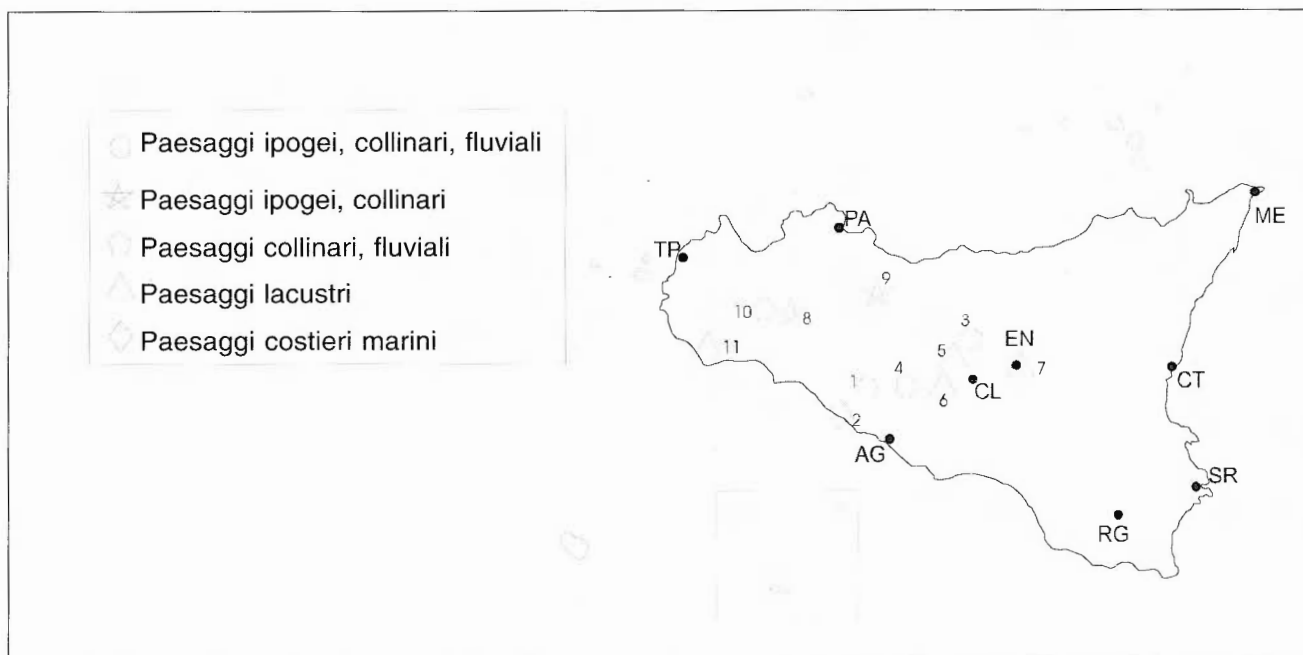 Paesaggi ipogei, collinari, fluviali
Paesaggi ipogei, collinari
Paesaggi collinari, fluviali
Paesaggi lacustri
Paesaggi costieri marini
ME
PA
TP
9
10
8
3
11
5
EN
4
7
1
CL
CT
6
2
AG
SR
RG